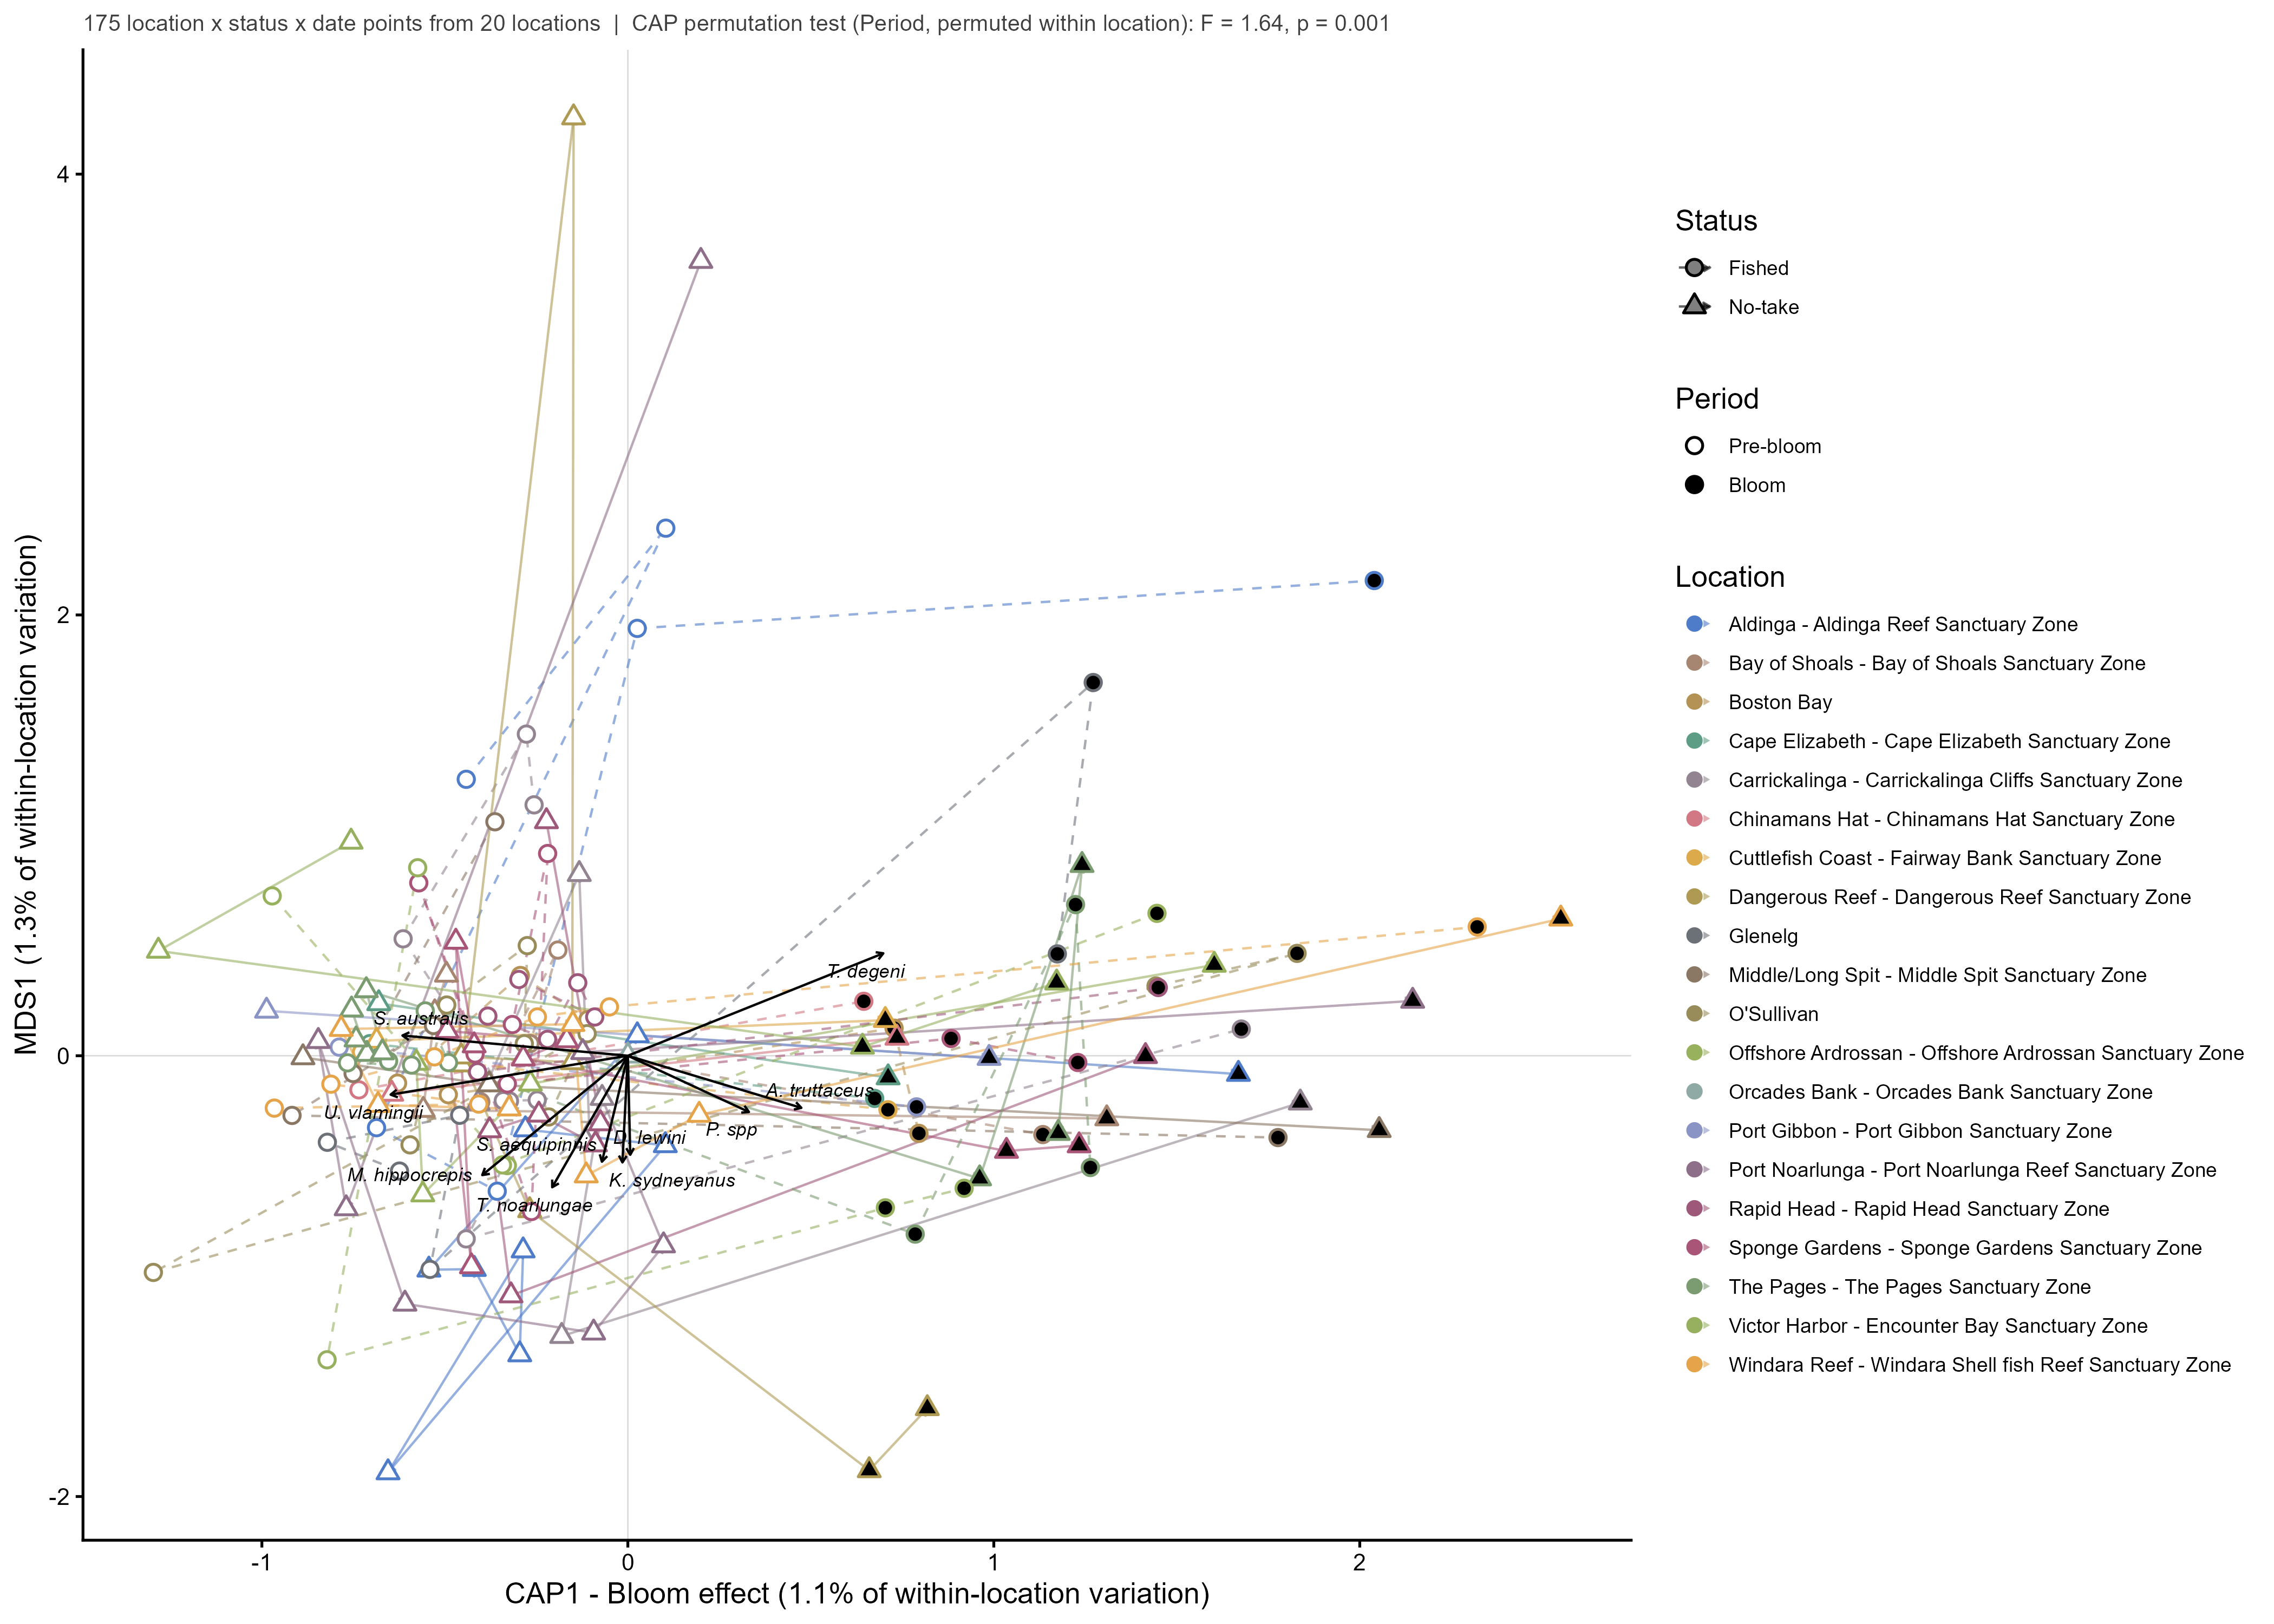 175 location x status x date points from 20 locations | CAP permutation test (Period, permuted within location): F = 1.64, p = 0.001
MDS1 (1.3% of within-location variation)
4
2
0
-2
T. degeni
S. australis
A. truttaceus
U. vlamingii
P. spp
D. lewini
S. aequipinnis
M. hippocrepis
K. sydneyanus
T. noarlungae
-1
0
1
2
CAP1 - Bloom effect (1.1% of within-location variation)
Status
Fished
No-take
Period
Pre-bloom
Bloom
Location
Aldinga - Aldinga Reef Sanctuary Zone
Bay of Shoals - Bay of Shoals Sanctuary Zone
Boston Bay
Cape Elizabeth - Cape Elizabeth Sanctuary Zone
Carrickalinga - Carrickalinga Cliffs Sanctuary Zone
Chinamans Hat - Chinamans Hat Sanctuary Zone
Cuttlefish Coast - Fairway Bank Sanctuary Zone
Dangerous Reef - Dangerous Reef Sanctuary Zone
Glenelg
Middle/Long Spit - Middle Spit Sanctuary Zone
O'Sullivan
Offshore Ardrossan - Offshore Ardrossan Sanctuary Zone
Orcades Bank - Orcades Bank Sanctuary Zone
Port Gibbon - Port Gibbon Sanctuary Zone
Port Noarlunga - Port Noarlunga Reef Sanctuary Zone
Rapid Head - Rapid Head Sanctuary Zone
Sponge Gardens - Sponge Gardens Sanctuary Zone
The Pages - The Pages Sanctuary Zone
Victor Harbor - Encounter Bay Sanctuary Zone
Windara Reef - Windara Shell fish Reef Sanctuary Zone